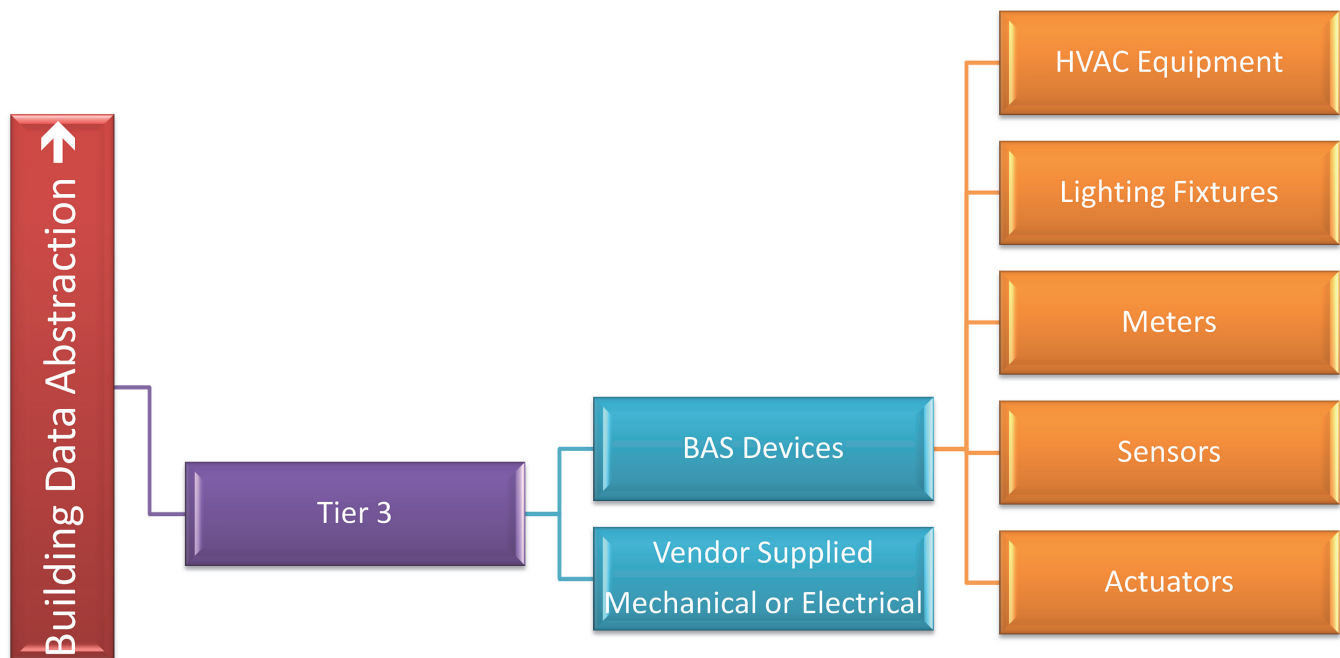 Building Data Abstraction →
Tier 3
BAS Devices
Vendor Supplied
Mechanical or Electrical
HVAC Equipment
Lighting Fixtures
Meters
Sensors
Actuators